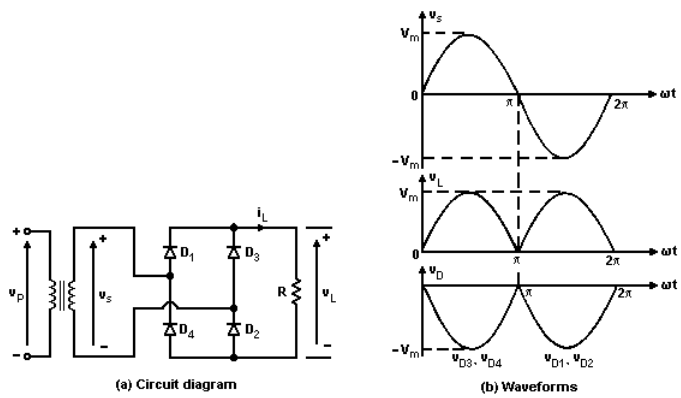 +
v_p
−
+
v_s
−
D_1
D_3
D_4
D_2
i_L
R
+
v_L
−
(a) Circuit diagram
v_s
V_m
0
π
2π
ωt
−V_m
v_L
V_m
0
π
2π
ωt
v_D
π
2π
ωt
−V_m
v_D3、v_D4
v_D1、v_D2
(b) Waveforms